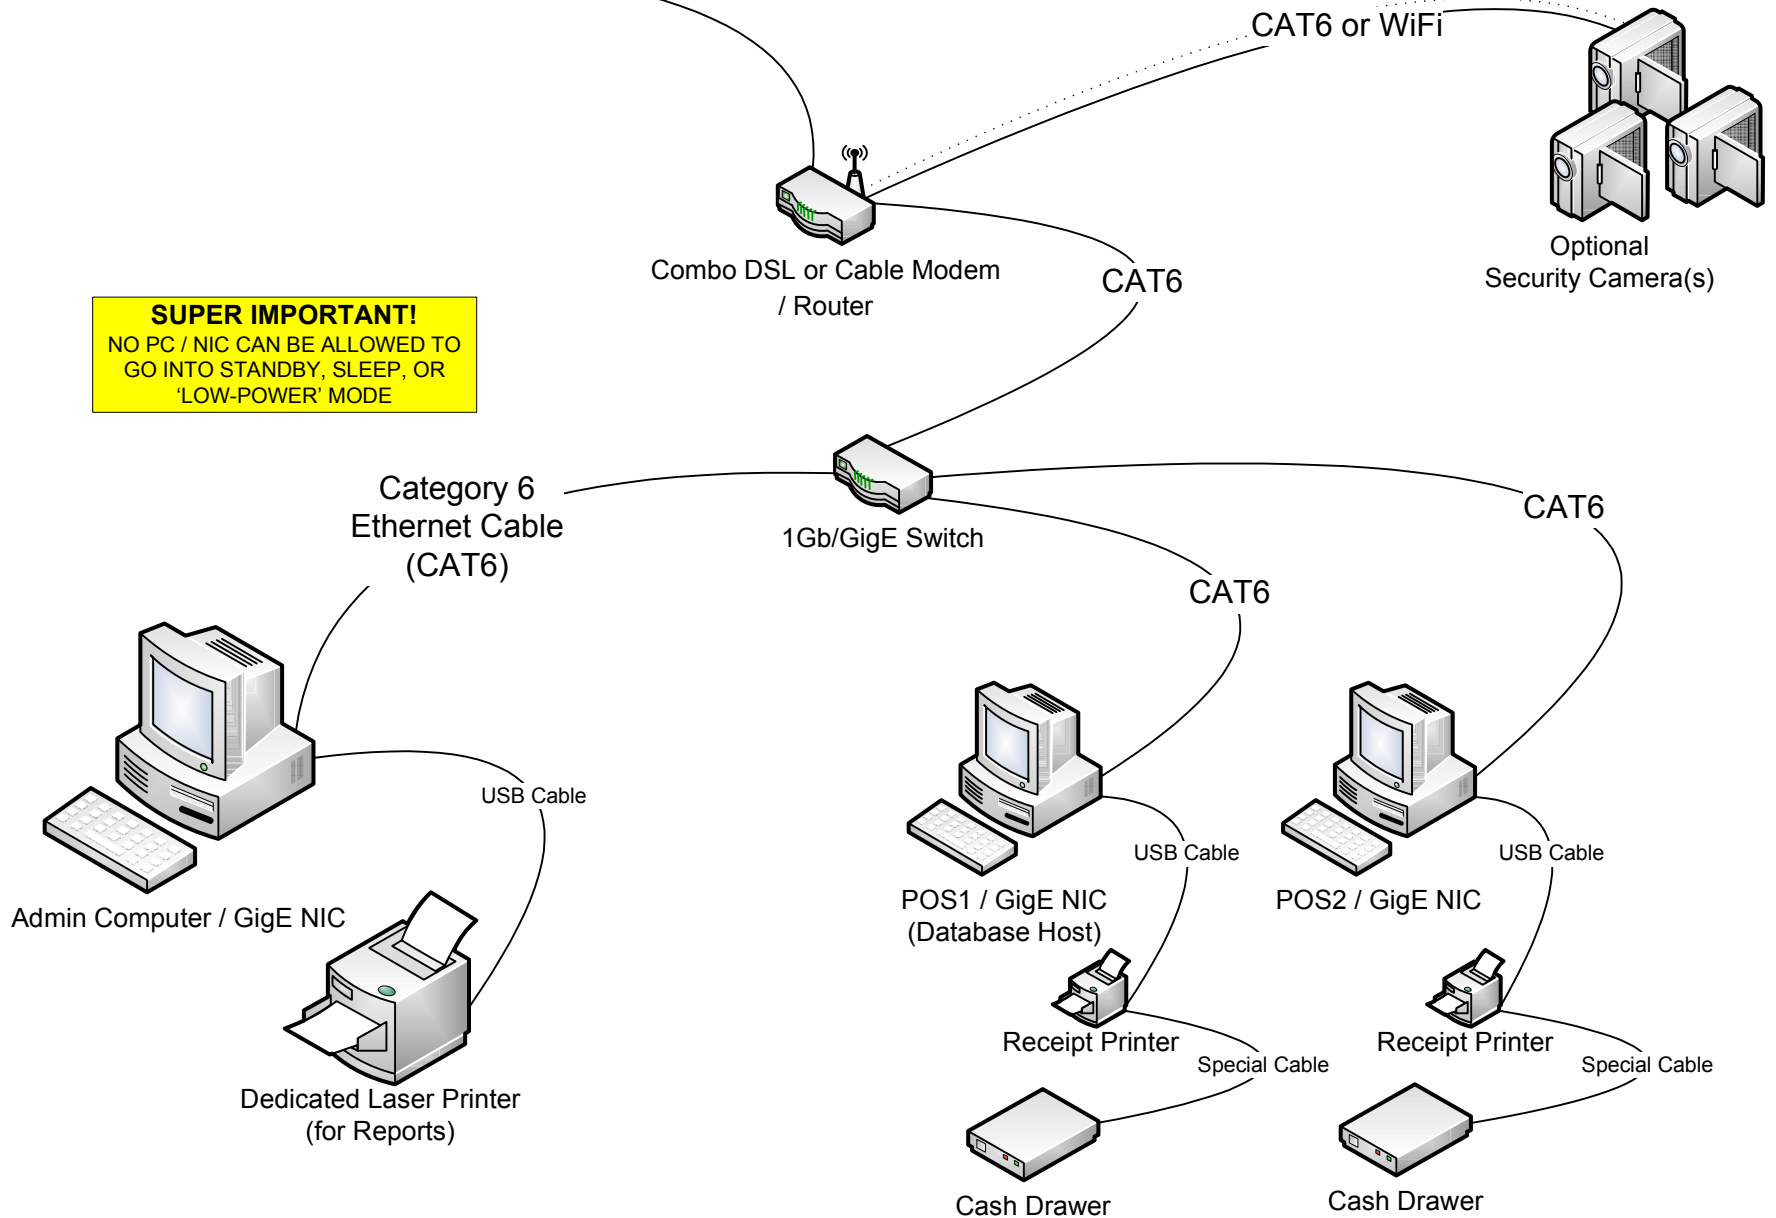 CAT6 or WiFi
Optional
Security Camera(s)
Combo DSL or Cable Modem
/ Router
CAT6
SUPER IMPORTANT!
NO PC / NIC CAN BE ALLOWED TO
GO INTO STANDBY, SLEEP, OR
‘LOW-POWER’ MODE
Category 6
Ethernet Cable
(CAT6)
1Gb/GigE Switch
CAT6
CAT6
USB Cable
USB Cable
USB Cable
Admin Computer / GigE NIC
POS1 / GigE NIC
(Database Host)
POS2 / GigE NIC
Receipt Printer
Receipt Printer
Special Cable
Special Cable
Dedicated Laser Printer
(for Reports)
Cash Drawer
Cash Drawer